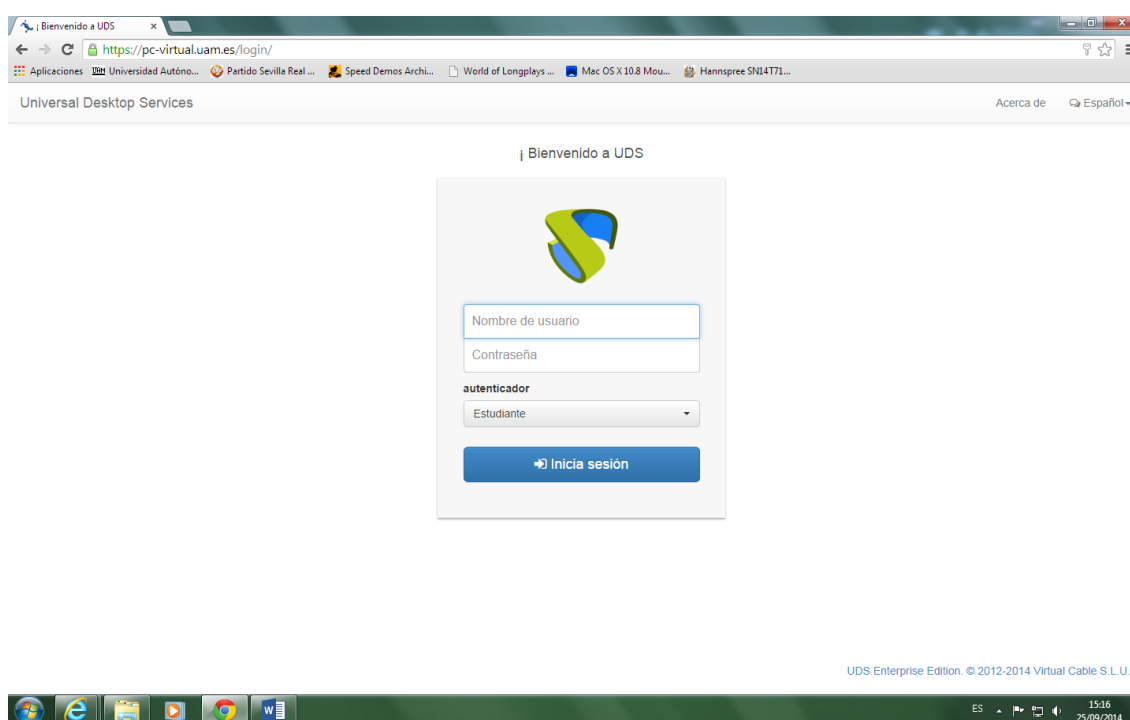 ¡ Bienvenido a UDS
https://pc-virtual.uam.es/login/
Aplicaciones Universidad Autóno... Partido Sevilla Real ... Speed Demos Archi... World of Longplays ... Mac OS X 10.8 Mou... Hannspree SN14T71...
Universal Desktop Services Acerca de Español
¡ Bienvenido a UDS
Nombre de usuario
Contraseña
autenticador
Estudiante
Inicia sesión
UDS Enterprise Edition. © 2012-2014 Virtual Cable S.L.U.
ES 15:16
25/09/2014